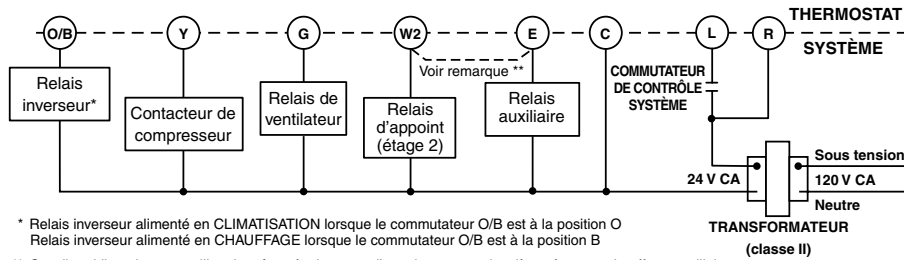 THERMOSTAT
O/B Y G W2 E C L R
SYSTÈME
Voir remarque **
Relais
inverseur*
Contacteur de
compresseur
Relais de
ventilateur
Relais
d'appoint
(étage 2)
Relais
auxiliaire
COMMUTATEUR
DE CONTRÔLE
SYSTÈME
Sous tension
24 V CA
120 V CA
Neutre
TRANSFORMATEUR
(classe II)
* Relais inverseur alimenté en CLIMATISATION lorsque le commutateur O/B est à la position O
Relais inverseur alimenté en CHAUFFAGE lorsque le commutateur O/B est à la position B